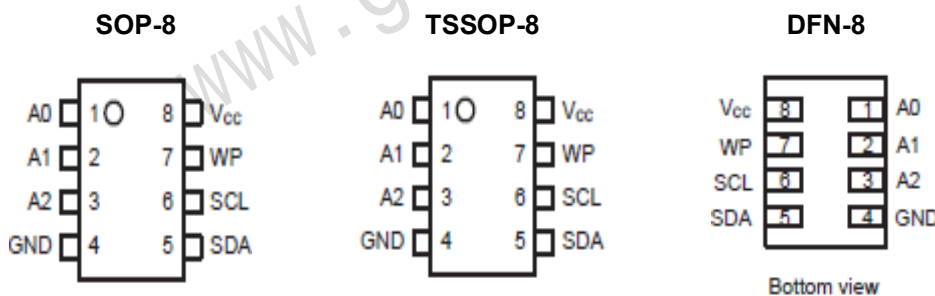 SOP-8 TSSOP-8 DFN-8
www.g
A0 1 8 Vcc A0 1 8 Vcc Vcc 8 1 A0
A1 2 7 WP A1 2 7 WP WP 7 2 A1
A2 3 6 SCL A2 3 6 SCL SCL 6 3 A2
GND 4 5 SDA GND 4 5 SDA SDA 5 4 GND
Bottom view